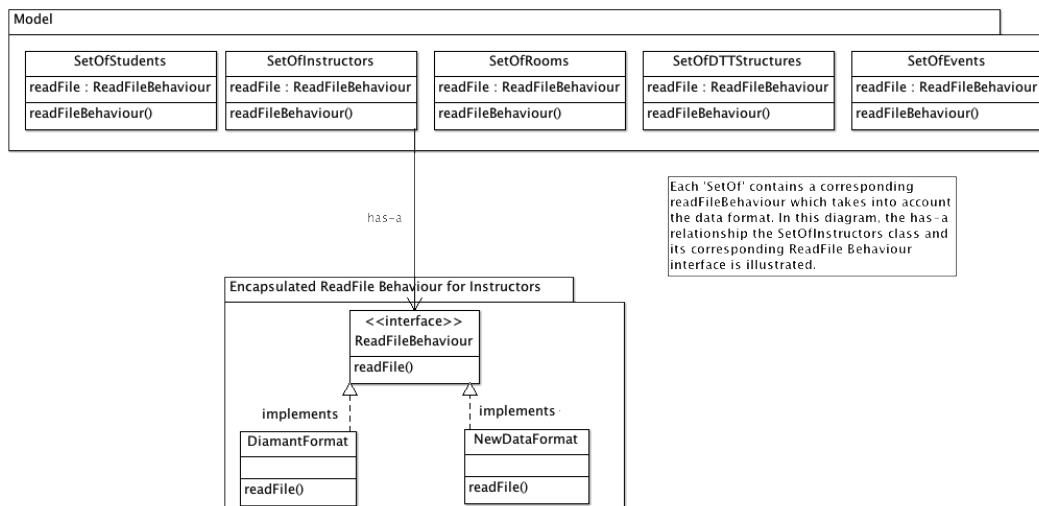 Model
SetOfStudents
readFile : ReadFileBehaviour
readFileBehaviour()
SetOfInstructors
readFile : ReadFileBehaviour
readFileBehaviour()
SetOfRooms
readFile : ReadFileBehaviour
readFileBehaviour()
SetOfDTTStructures
readFile : ReadFileBehaviour
readFileBehaviour()
SetOfEvents
readFile : ReadFileBehaviour
readFileBehaviour()
Each 'SetOf' contains a corresponding
readFileBehaviour which takes into account
the data format. In this diagram, the has-a
relationship the SetOfInstructors class and
its corresponding ReadFile Behaviour
interface is illustrated.
has-a
Encapsulated ReadFile Behaviour for Instructors
<<interface>>
ReadFileBehaviour
readFile()
implements
implements
DiamantFormat
readFile()
NewDataFormat
readFile()